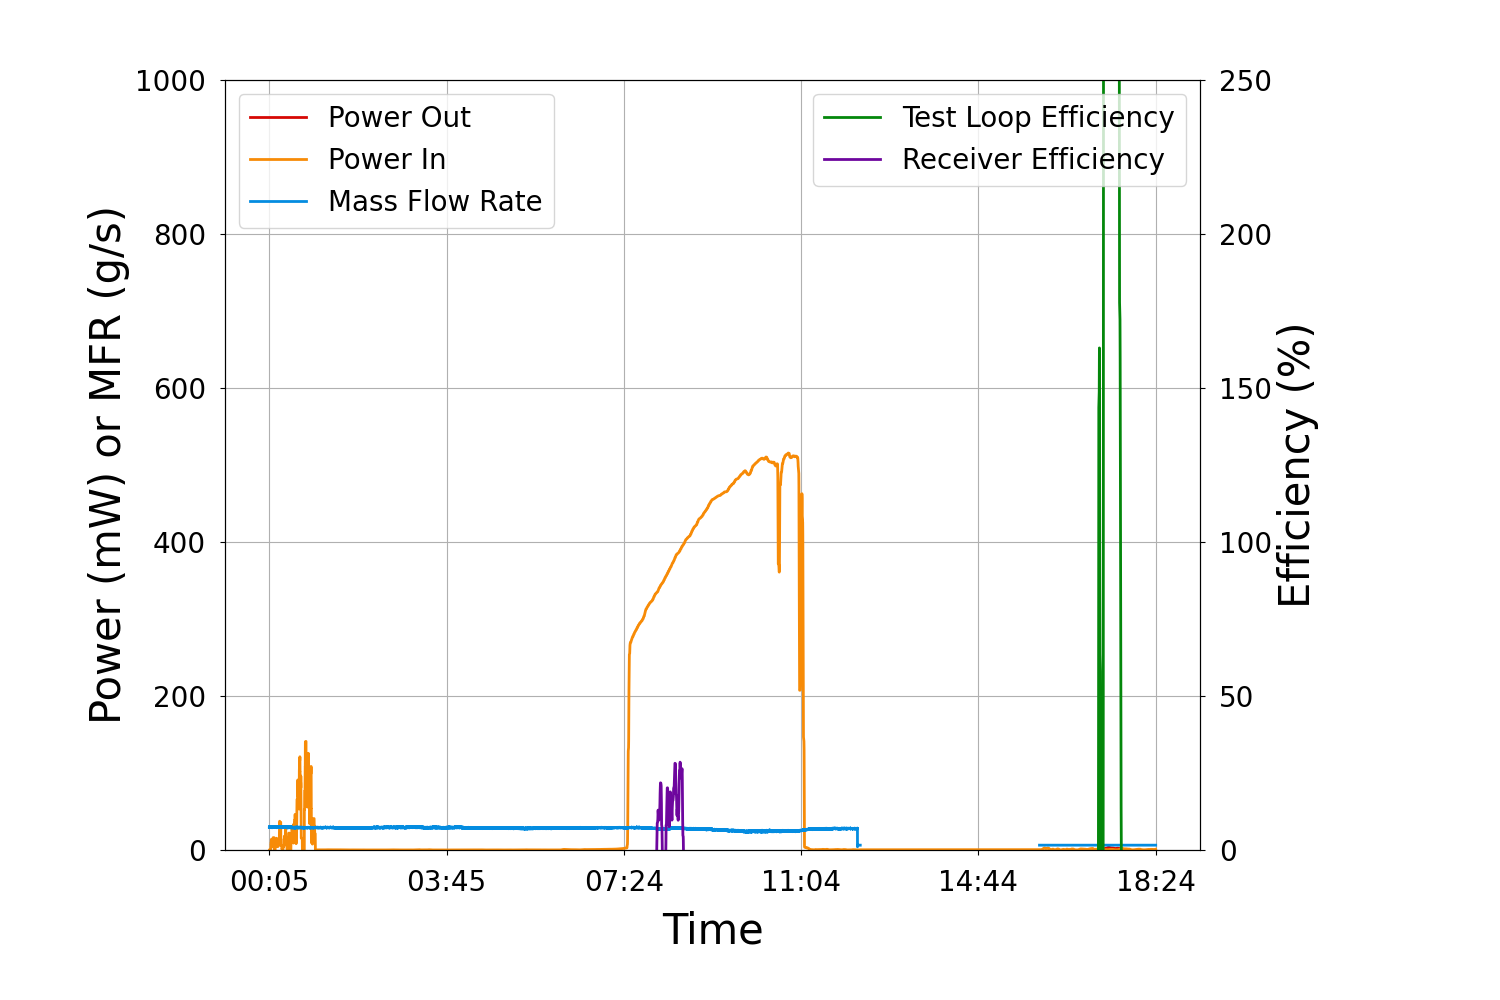 1000
800
600
400
200
0
Power (mW) or MFR (g/s)
Power Out
Power In
Mass Flow Rate
Test Loop Efficiency
Receiver Efficiency
250
200
150
100
50
0
Efficiency (%)
00:05 03:45 07:24 11:04 14:44 18:24
Time